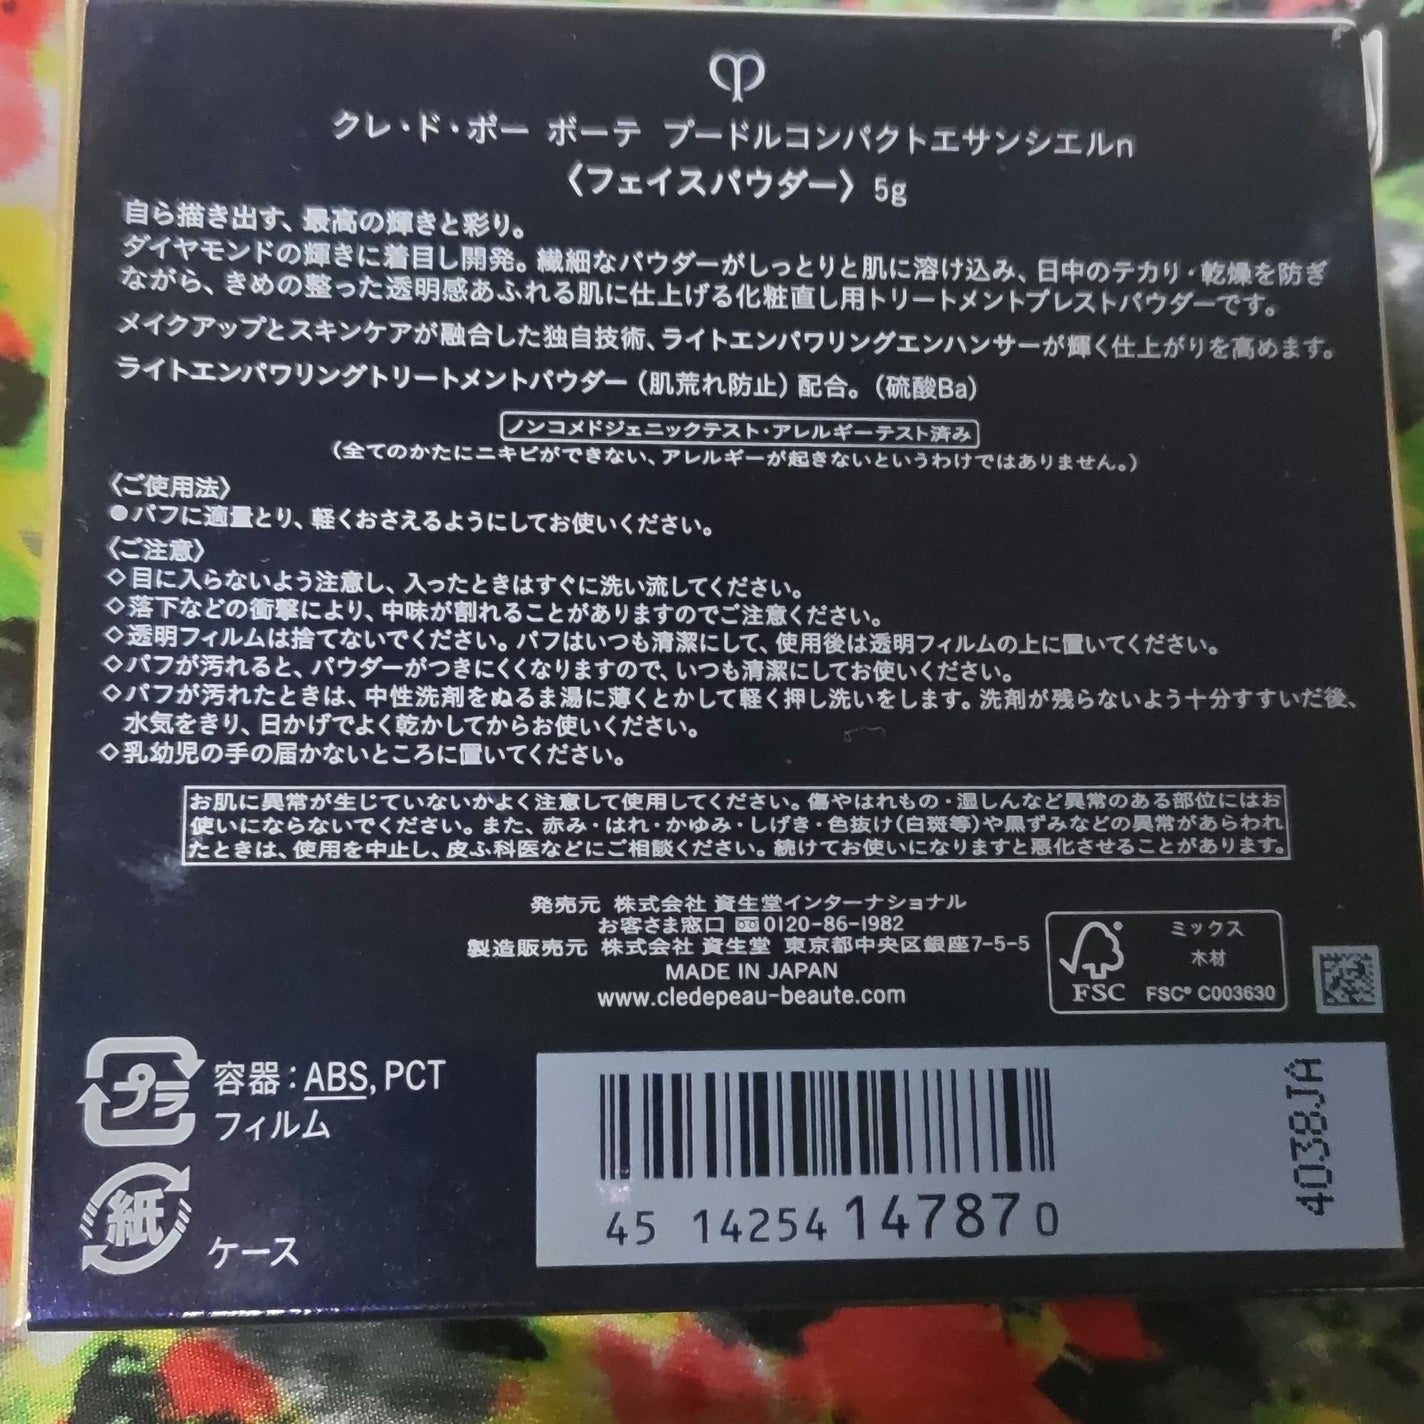 クレ・ド・ポー ボーテ プードルコンパクトエサンシエルn
〈フェイスパウダー〉5g
自ら描き出す、最高の輝きと彩り。
ダイヤモンドの輝きに着目し開発。繊細なパウダーがしっとりと肌に溶け込み、日中のテカリ・乾燥を防ぎ
ながら、きめの整った透明感あふれる肌に仕上げる化粧直し用トリートメントプレストパウダーです。
メイクアップとスキンケアが融合した独自技術、ライトエンパワリングエンハンサーが輝く仕上がりを高めます。
ライトエンパワリングトリートメントパウダー（肌荒れ防止）配合。（硫酸Ba）
ノンコメドジェニックテスト・アレルギーテスト済み
（全てのかたにニキビができない、アレルギーが起きないというわけではありません。）
〈ご使用法〉
●パフに適量とり、軽くおさえるようにしてお使いください。
〈ご注意〉
◇目に入らないよう注意し、入ったときはすぐに洗い流してください。
◇落下などの衝撃により、中味が割れることがありますのでご注意ください。
◇透明フィルムは捨てないでください。パフはいつも清潔にして、使用後は透明フィルムの上に置いてください。
◇パフが汚れると、パウダーがつきにくくなりますので、いつも清潔にしてお使いください。
◇パフが汚れたときは、中性洗剤をぬるま湯に薄くとかして軽く押し洗いをします。洗剤が残らないよう十分すすいだ後、
水気をきり、日かげでよく乾かしてからお使いください。
◇乳幼児の手の届かないところに置いてください。
お肌に異常が生じていないかよく注意して使用してください。傷やはれもの・湿しんなど異常のある部位にはお
使いにならないでください。また、赤み・はれ・かゆみ・しげき・色抜け(白斑等)や黒ずみなどの異常があらわれ
たときは、使用を中止し、皮ふ科医などにご相談ください。続けてお使いになりますと悪化させることがあります。
発売元 株式会社 資生堂インターナショナル
お客さま窓口 0120-86-1982
製造販売元 株式会社 資生堂 東京都中央区銀座7-5-5
MADE IN JAPAN
www.cledepeau-beaute.com
FSC
ミックス
木材
FSC® C003630
プラ
容器：ABS, PCT
フィルム
紙
ケース
45 14254 14787 0
4038JA